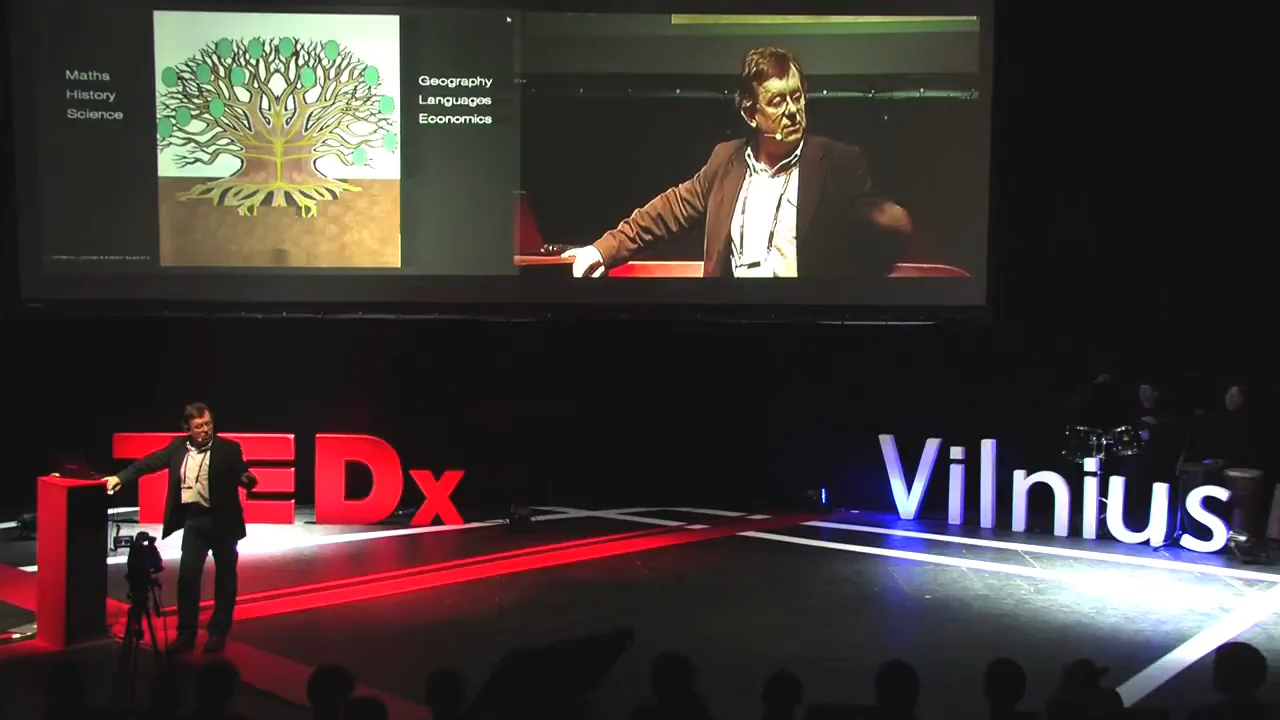 Maths
History
Science
Geography
Languages
Economics
TEDx
Vilnius